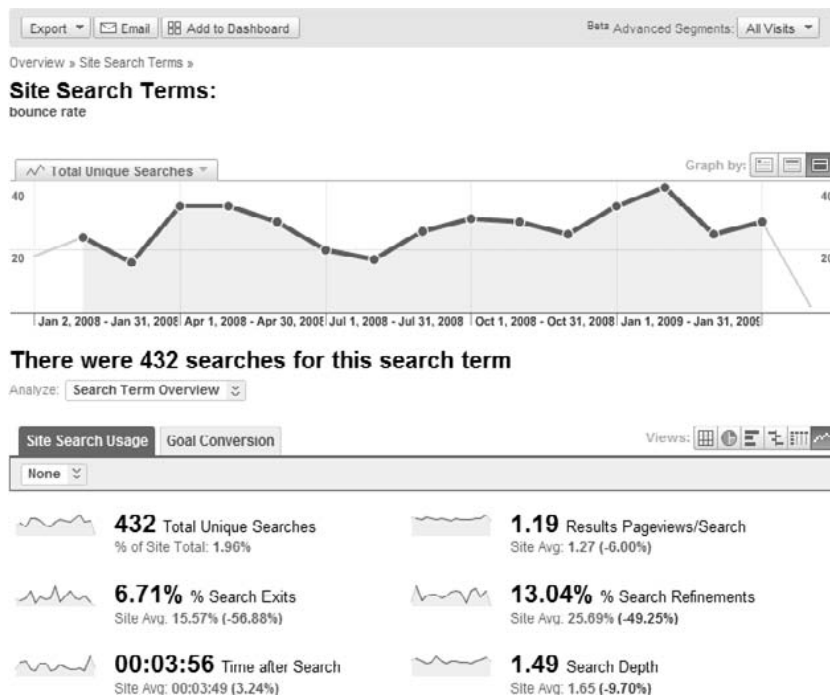 Export Email Add to Dashboard Beta Advanced Segments: All Visits
Overview » Site Search Terms »
Site Search Terms:
bounce rate
Total Unique Searches Graph by:
40 40
20 20
Jan 2, 2008 - Jan 31, 2008 Apr 1, 2008 - Apr 30, 2008 Jul 1, 2008 - Jul 31, 2008 Oct 1, 2008 - Oct 31, 2008 Jan 1, 2009 - Jan 31, 2009
There were 432 searches for this search term
Analyze: Search Term Overview
Site Search Usage Goal Conversion Views:
None
432 Total Unique Searches 1.19 Results Pageviews/Search
% of Site Total: 1.96% Site Avg: 1.27 (-6.00%)
6.71% % Search Exits 13.04% % Search Refinements
Site Avg: 15.57% (-56.88%) Site Avg: 25.69% (-49.25%)
00:03:56 Time after Search 1.49 Search Depth
Site Avg: 00:03:49 (3.24%) Site Avg: 1.65 (-9.70%)